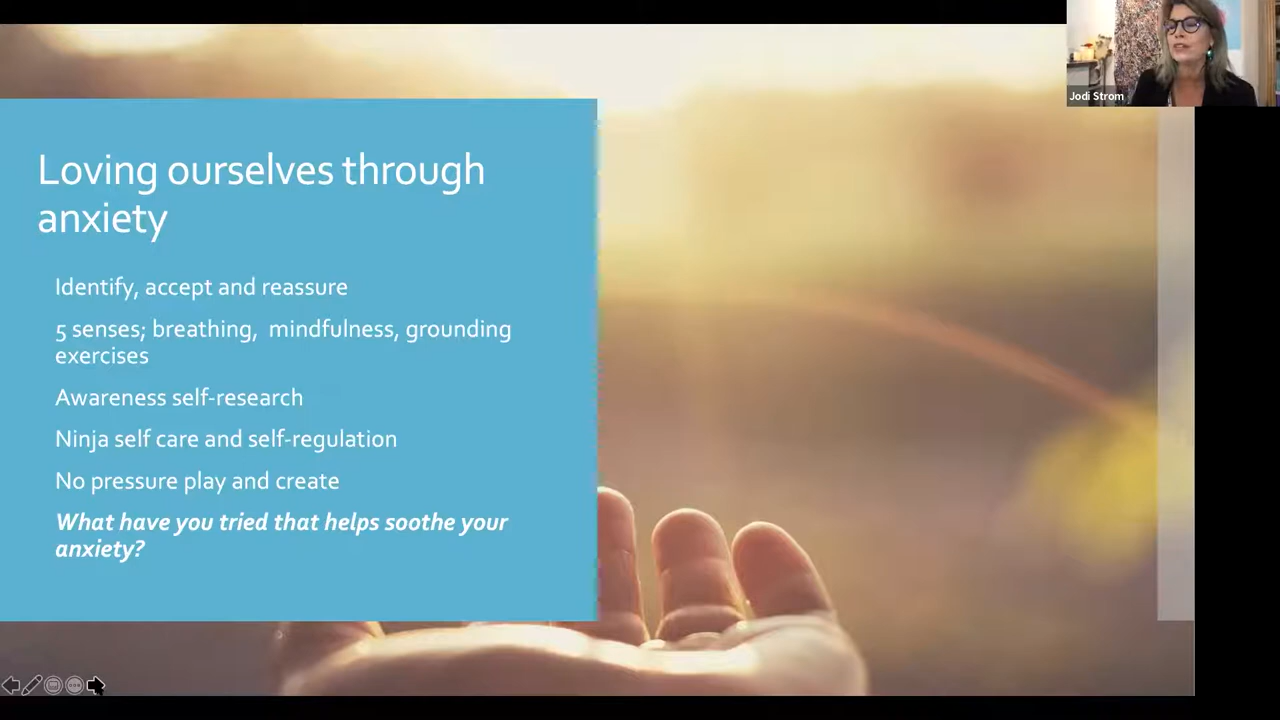 Jodi Strom
Loving ourselves through
anxiety
Identify, accept and reassure
5 senses; breathing,  mindfulness, grounding
exercises
Awareness self-research
Ninja self care and self-regulation
No pressure play and create
What have you tried that helps soothe your
anxiety?